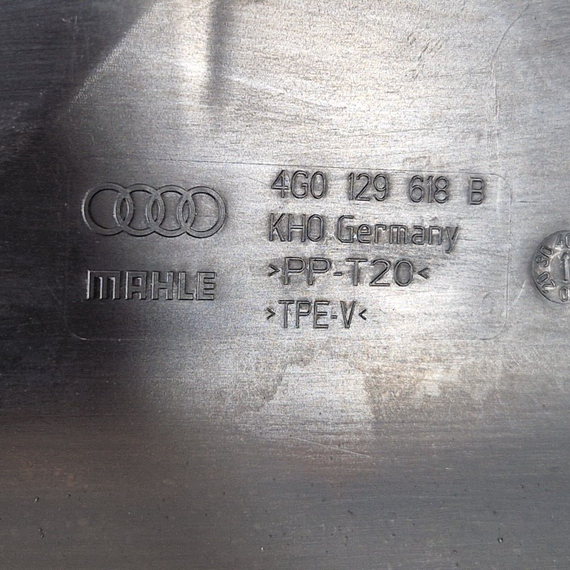 4G0 129 618 B
KHO Germany
MAHLE
>PP-T20<
>TPE-V<